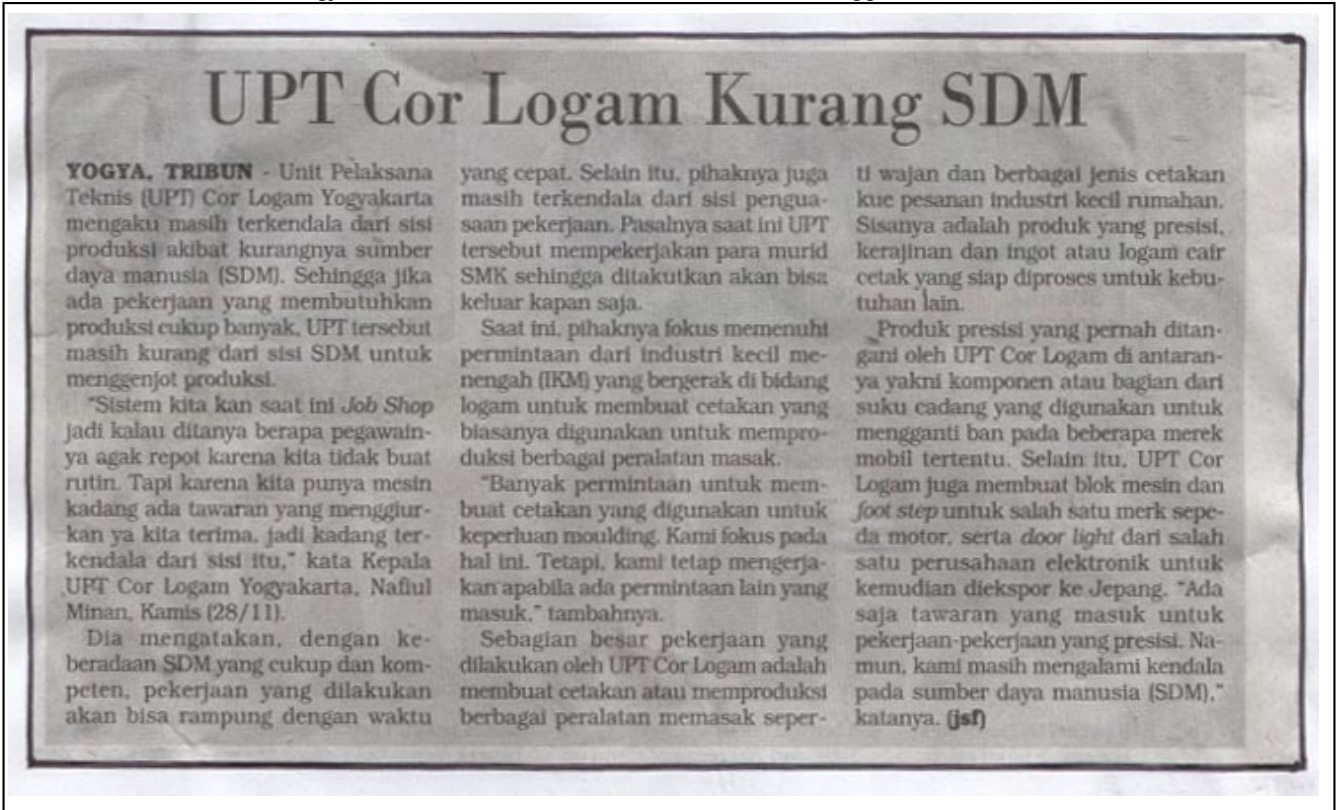 UPT Cor Logam Kurang SDM
YOGYA, TRIBUN - Unit Pelaksana
Teknis (UPT) Cor Logam Yogyakarta
mengaku masih terkendala dari sisi
produksi akibat kurangnya sumber
daya manusia (SDM). Sehingga jika
ada pekerjaan yang membutuhkan
produksi cukup banyak, UPT tersebut
masih kurang dari sisi SDM untuk
menggenjot produksi.
"Sistem kita kan saat ini Job Shop
jadi kalau ditanya berapa pegawain-
ya agak repot karena kita tidak buat
rutin. Tapi karena kita punya mesin
kadang ada tawaran yang menggiur-
kan ya kita terima, jadi kadang ter-
kendala dari sisi itu," kata Kepala
UPT Cor Logam Yogyakarta, Nafiul
Minan, Kamis (28/11).
Dia mengatakan, dengan ke-
beradaan SDM yang cukup dan kom-
peten, pekerjaan yang dilakukan
akan bisa rampung dengan waktu
yang cepat. Selain itu, pihaknya juga
masih terkendala dari sisi pengua-
saan pekerjaan. Pasalnya saat ini UPT
tersebut mempekerjakan para murid
SMK sehingga ditakutkan akan bisa
keluar kapan saja.
Saat ini, pihaknya fokus memenuhi
permintaan dari industri kecil me-
nengah (IKM) yang bergerak di bidang
logam untuk membuat cetakan yang
biasanya digunakan untuk mempro-
duksi berbagai peralatan masak.
"Banyak permintaan untuk mem-
buat cetakan yang digunakan untuk
keperluan moulding. Kami fokus pada
hal ini. Tetapi, kami tetap mengerja-
kan apabila ada permintaan lain yang
masuk," tambahnya.
Sebagian besar pekerjaan yang
dilakukan oleh UPT Cor Logam adalah
membuat cetakan atau memproduksi
berbagai peralatan memasak seper-
ti wajan dan berbagai jenis cetakan
kue pesanan industri kecil rumahan.
Sisanya adalah produk yang presisi,
kerajinan dan ingot atau logam cair
cetak yang siap diproses untuk kebu-
tuhan lain.
Produk presisi yang pernah ditan-
gani oleh UPT Cor Logam di antaran-
ya yakni komponen atau bagian dari
suku cadang yang digunakan untuk
mengganti ban pada beberapa merek
mobil tertentu. Selain itu, UPT Cor
Logam juga membuat blok mesin dan
foot step untuk salah satu merk sepe-
da motor, serta door light dari salah
satu perusahaan elektronik untuk
kemudian diekspor ke Jepang. "Ada
saja tawaran yang masuk untuk
pekerjaan-pekerjaan yang presisi. Na-
mun, kami masih mengalami kendala
pada sumber daya manusia (SDM),"
katanya. (jsf)